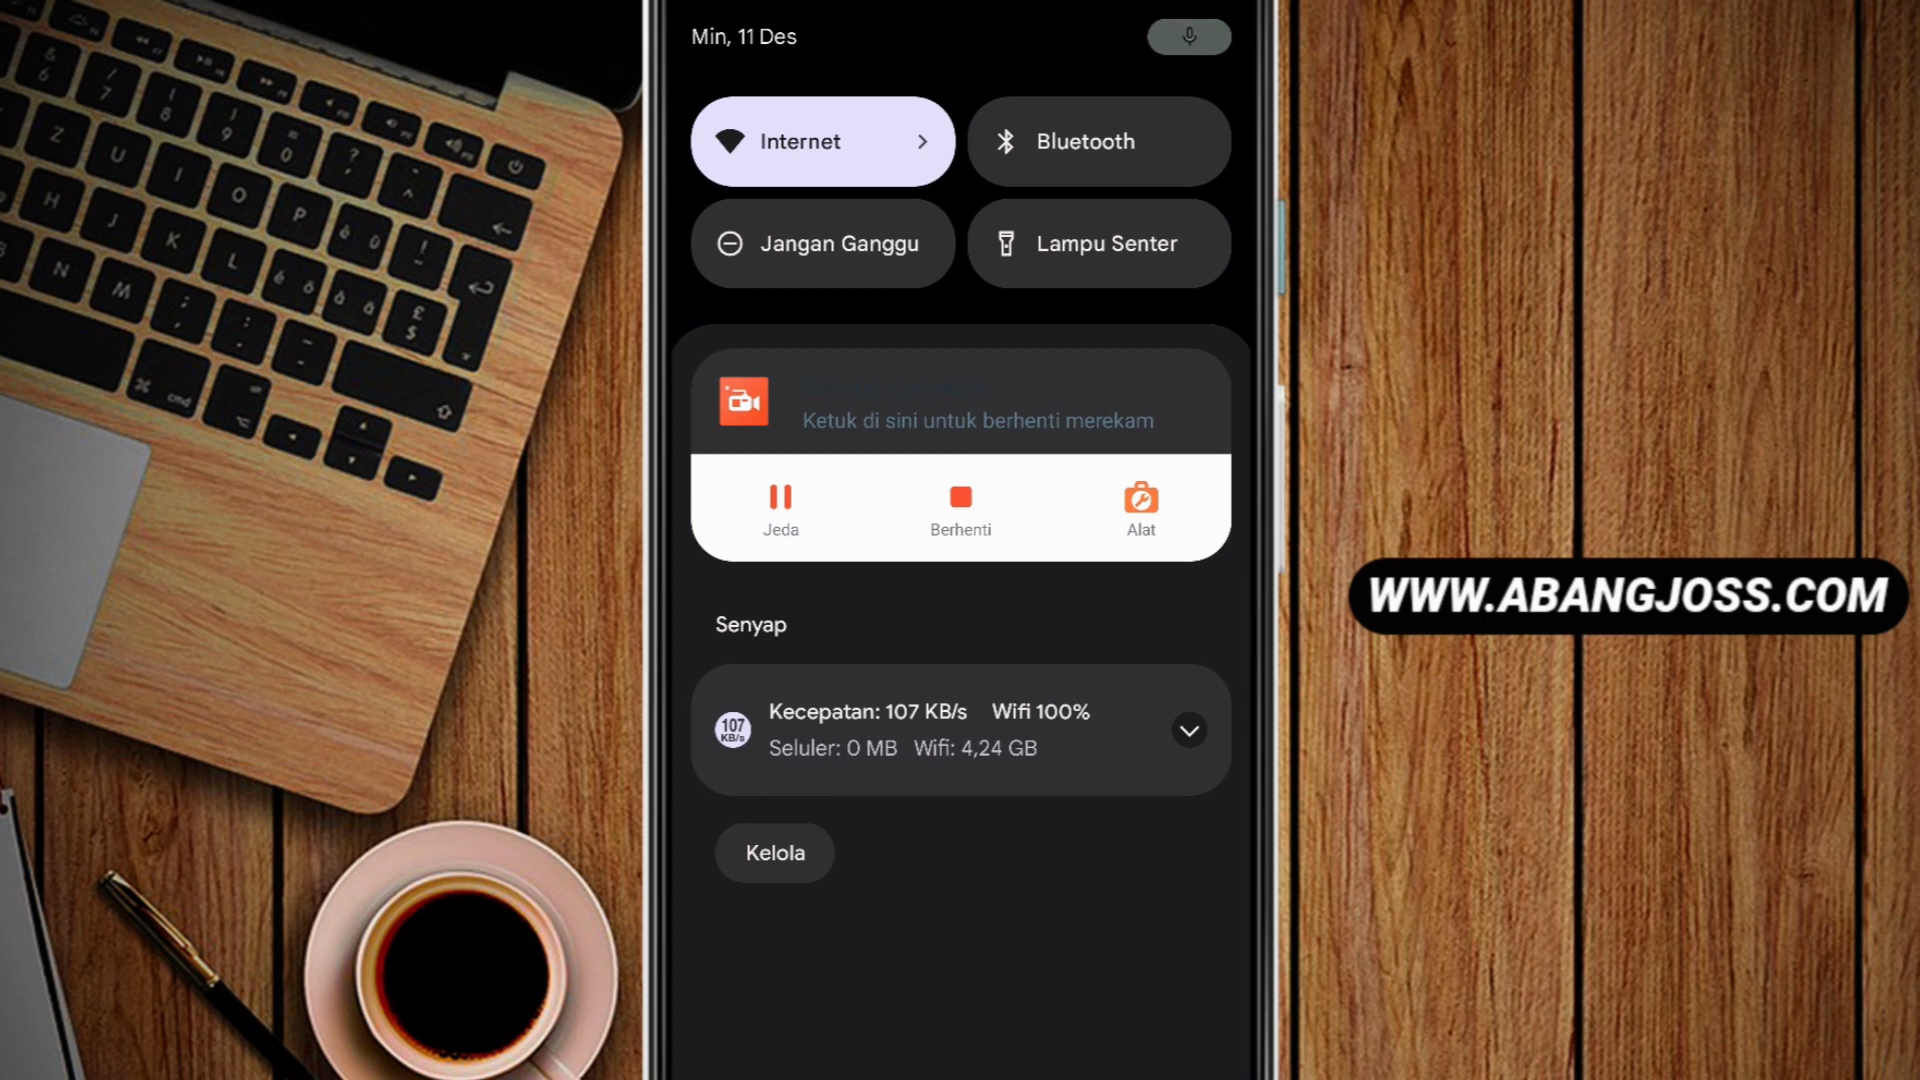 Min, 11 Des
Internet
Bluetooth
Jangan Ganggu
Lampu Senter
Ketuk di sini untuk berhenti merekam
Jeda
Berhenti
Alat
WWW.ABANGJOSS.COM
Senyap
107
KB/s
Kecepatan: 107 KB/s Wifi 100%
Seluler: 0 MB Wifi: 4,24 GB
Kelola